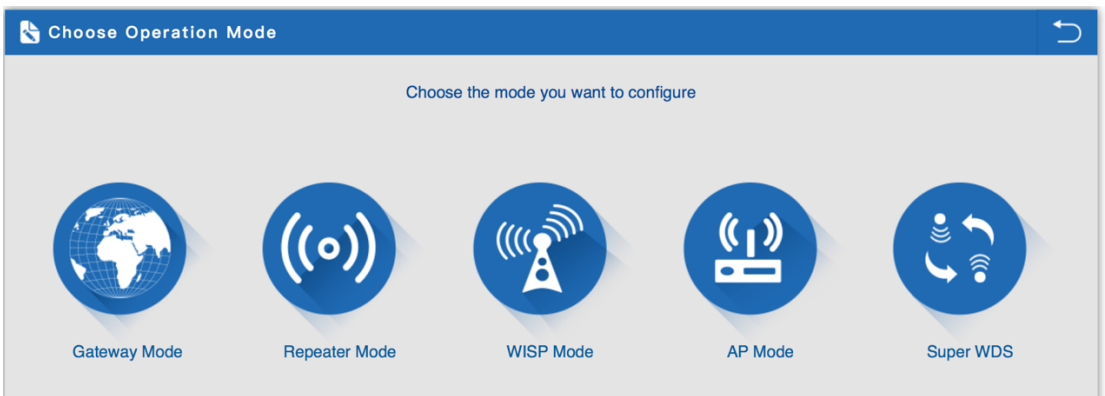 Choose Operation Mode
Choose the mode you want to configure
Gateway Mode
Repeater Mode
WISP Mode
AP Mode
Super WDS